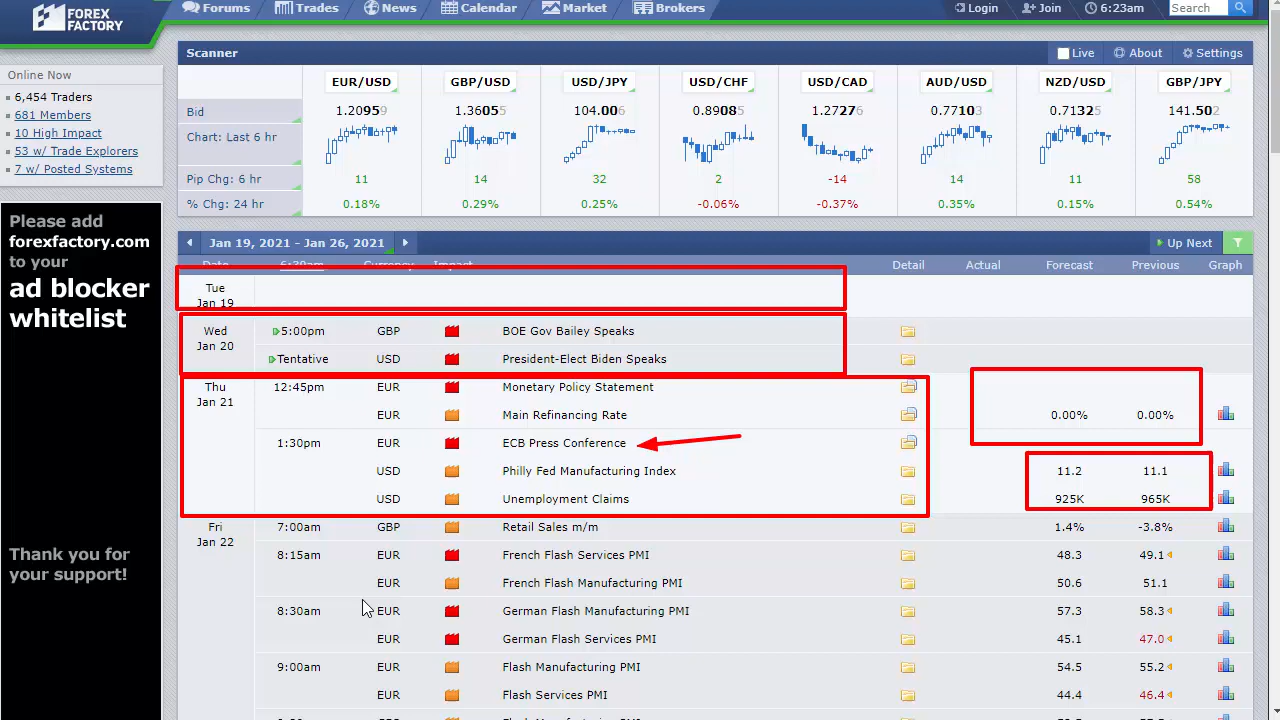 FOREX
FACTORY
Forums
Trades
News
Calendar
Market
Brokers
Login
Join
6:23am
Search
Online Now
6,454 Traders
681 Members
10 High Impact
53 w/ Trade Explorers
7 w/ Posted Systems
Please add
forexfactory.com
to your
ad blocker
whitelist
Thank you for
your support!
Scanner
Live
About
Settings
EUR/USD GBP/USD USD/JPY USD/CHF USD/CAD AUD/USD NZD/USD GBP/JPY
Bid 1.20959 1.36055 104.006 0.89085 1.27276 0.77103 0.71325 141.502
Chart: Last 6 hr
Pip Chg: 6 hr 11 14 32 2 -14 14 11 58
% Chg: 24 hr 0.18% 0.29% 0.25% -0.06% -0.37% 0.35% 0.15% 0.54%
Jan 19, 2021 - Jan 26, 2021
Up Next
Date 6:30am Currency Impact Detail Actual Forecast Previous Graph
Tue
Jan 19
Wed 5:00pm GBP BOE Gov Bailey Speaks
Jan 20
Tentative USD President-Elect Biden Speaks
Thu 12:45pm EUR Monetary Policy Statement
Jan 21
EUR Main Refinancing Rate 0.00% 0.00%
1:30pm EUR ECB Press Conference
USD Philly Fed Manufacturing Index 11.2 11.1
USD Unemployment Claims 925K 965K
Fri 7:00am GBP Retail Sales m/m 1.4% -3.8%
Jan 22
8:15am EUR French Flash Services PMI 48.3 49.1
EUR French Flash Manufacturing PMI 50.6 51.1
8:30am EUR German Flash Manufacturing PMI 57.3 58.3
EUR German Flash Services PMI 45.1 47.0
9:00am EUR Flash Manufacturing PMI 54.5 55.2
EUR Flash Services PMI 44.4 46.4